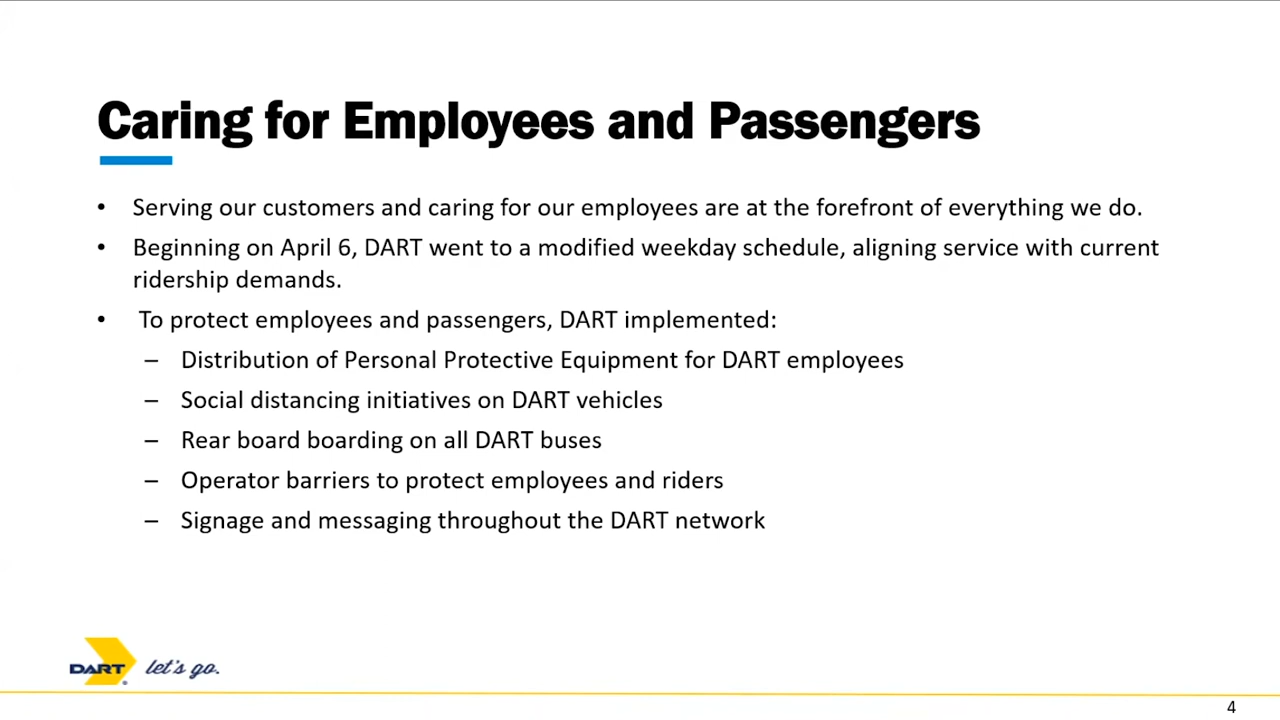 Caring for Employees and Passengers
• Serving our customers and caring for our employees are at the forefront of everything we do.
• Beginning on April 6, DART went to a modified weekday schedule, aligning service with current
ridership demands.
• To protect employees and passengers, DART implemented:
– Distribution of Personal Protective Equipment for DART employees
– Social distancing initiatives on DART vehicles
– Rear board boarding on all DART buses
– Operator barriers to protect employees and riders
– Signage and messaging throughout the DART network
DART® let's go.
4